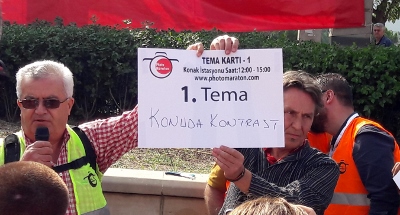 TEMA KARTI - 1
Konak İstasyonu Saat:12:00 - 15:00
www.photomaraton.com
1. Tema
KONUDA KONTRAST